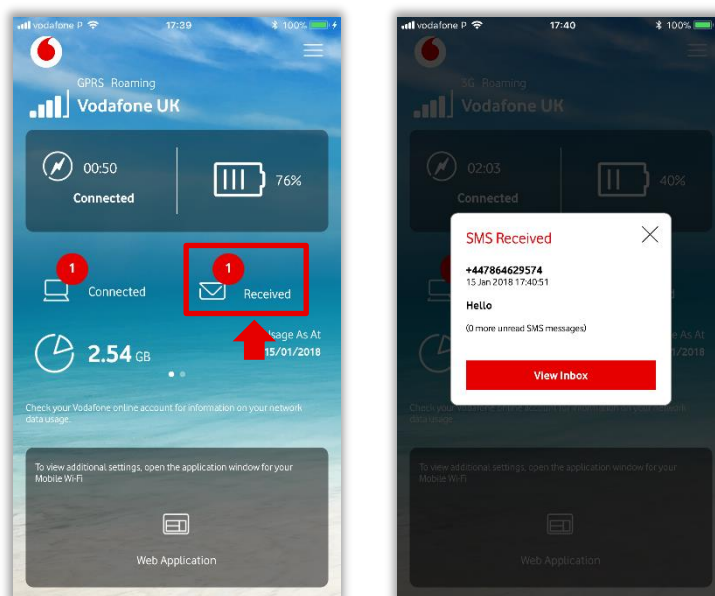 vodafone P 17:39 100%
GPRS Roaming
Vodafone UK
00:50
Connected
76%
1
Connected
1
Received
2.54 GB
Usage As At
15/01/2018
Check your Vodafone online account for information on your network
data usage.
To view additional settings, open the application window for your
Mobile Wi-Fi
Web Application
vodafone P 17:40 100%
3G Roaming
Vodafone UK
02:03
Connected
40%
SMS Received
+447864629574
15 Jan 2018 17:40:51
Hello
(0 more unread SMS messages)
View Inbox
Check your Vodafone online account for information on your network
data usage.
To view additional settings, open the application window for your
Mobile Wi-Fi
Web Application